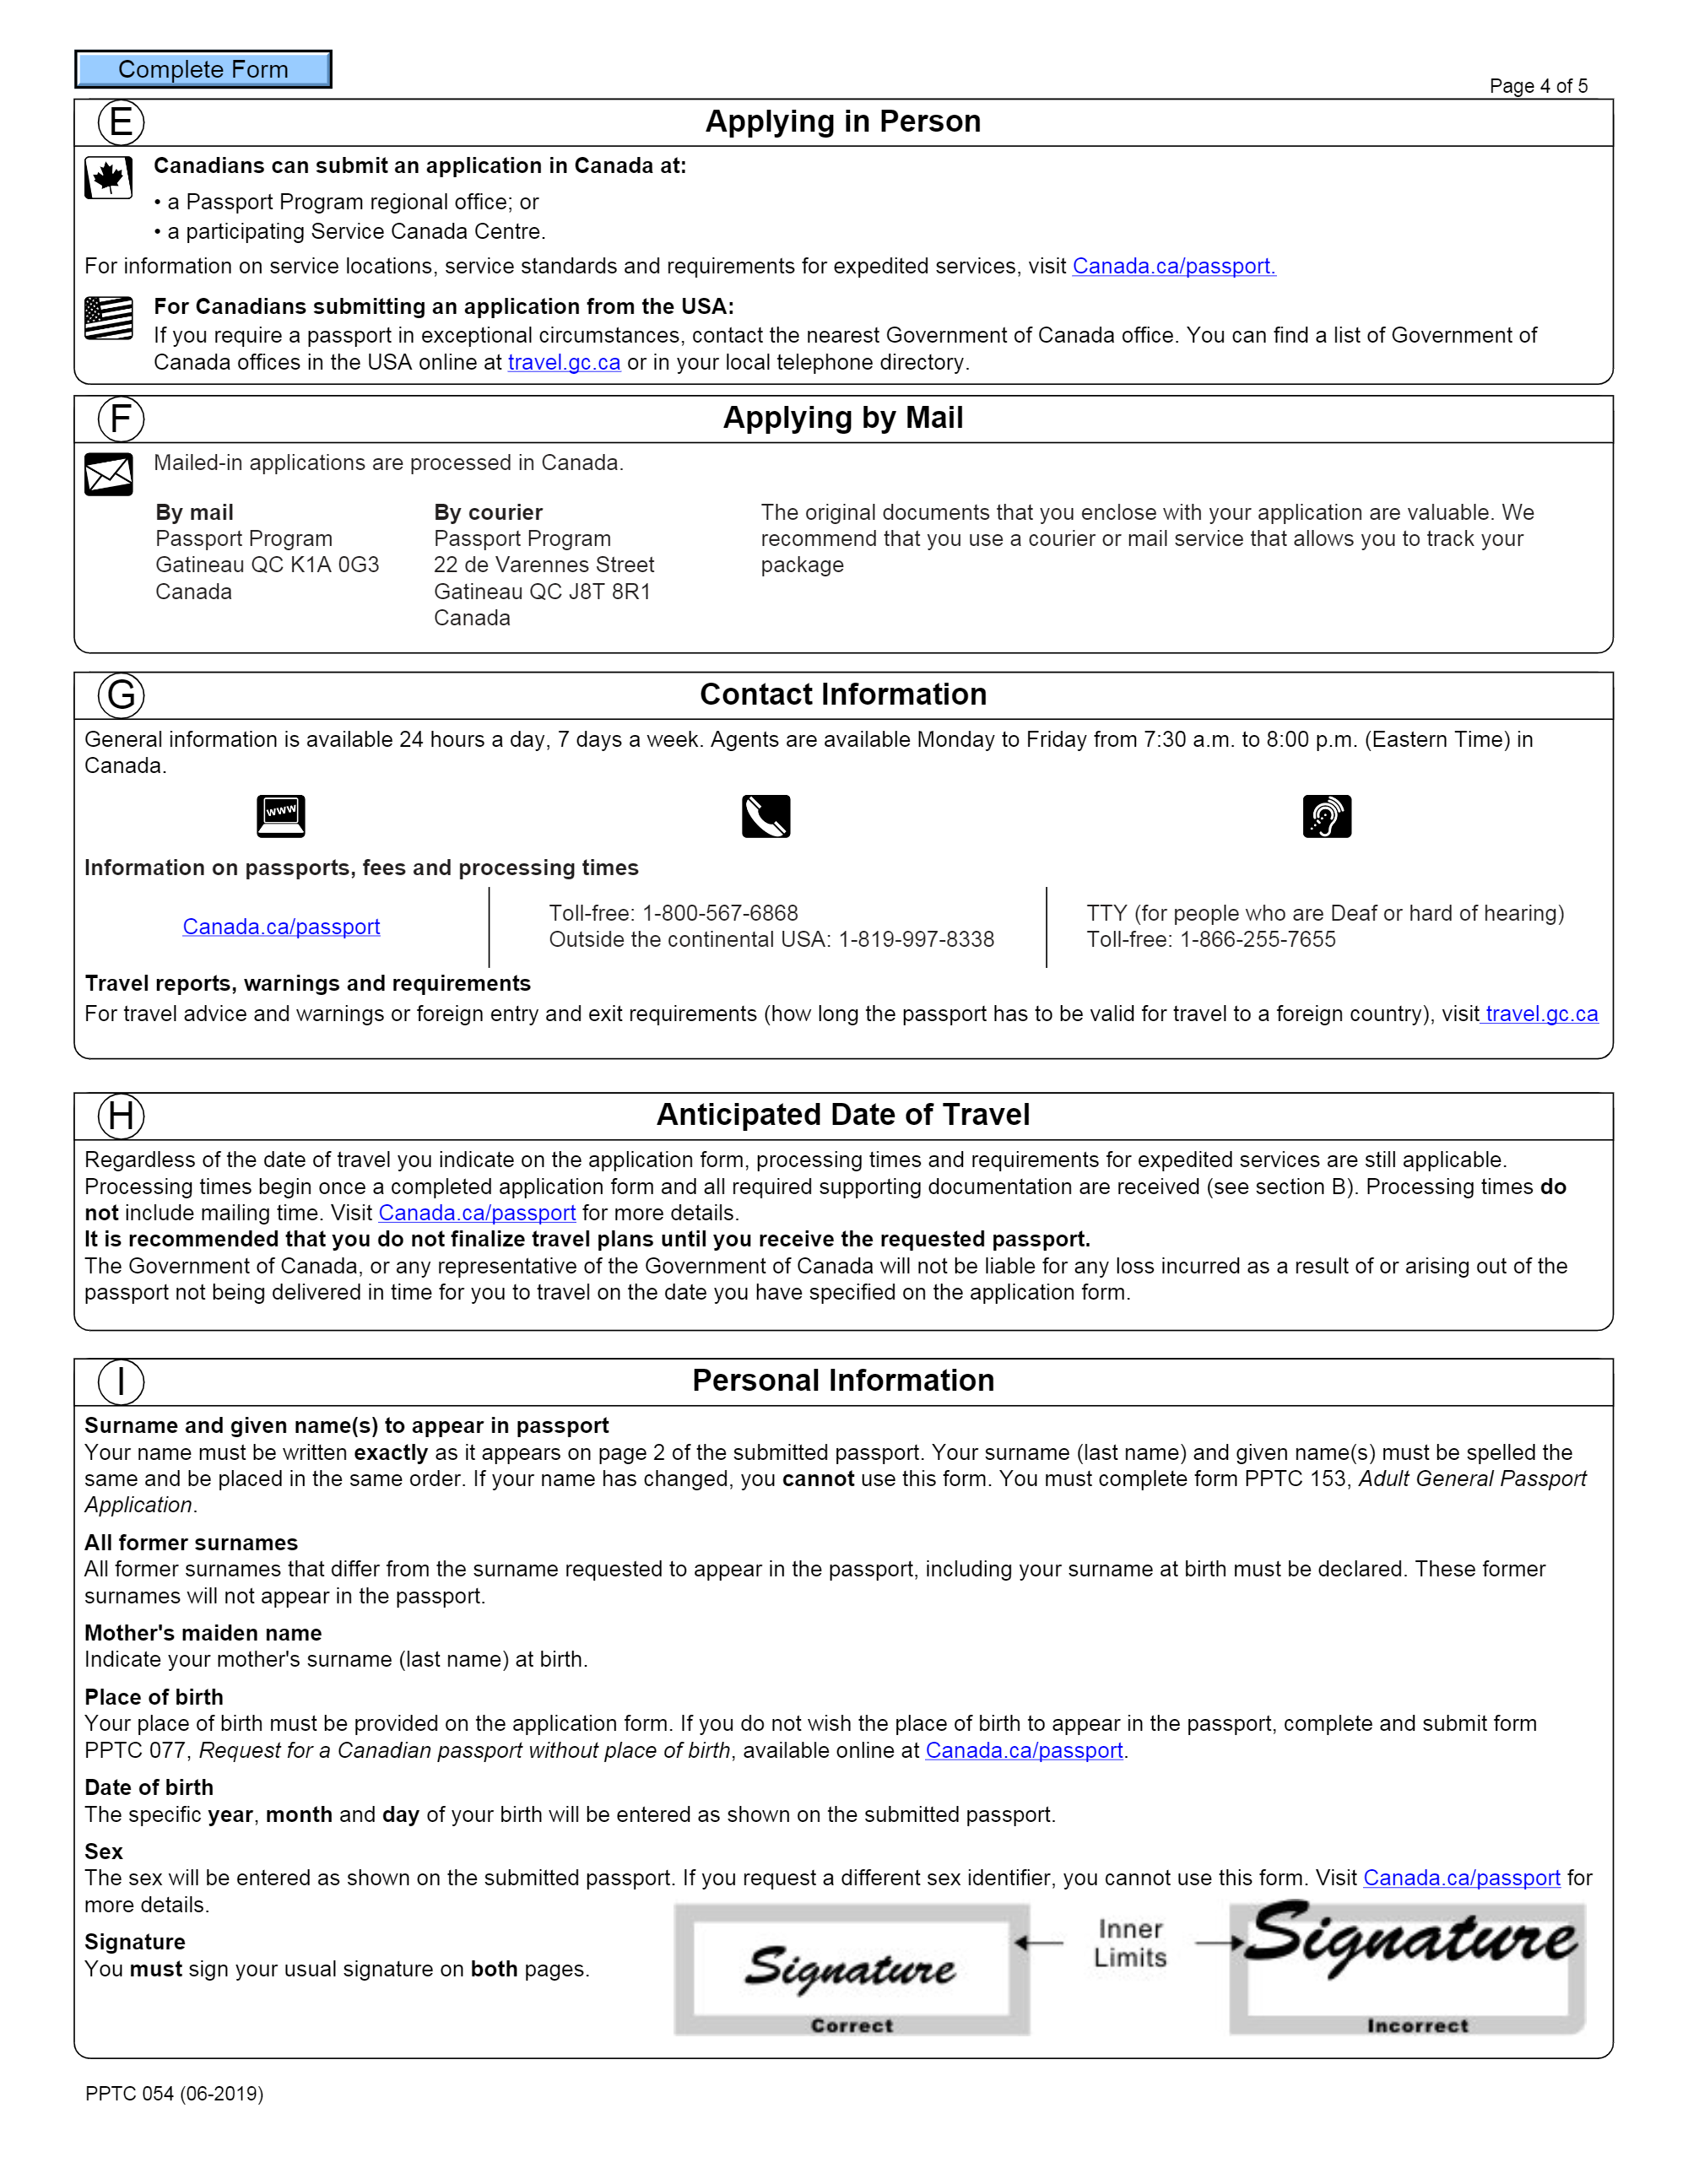 Complete Form
Page 4 of 5
E
Applying in Person
Canadians can submit an application in Canada at:
• a Passport Program regional office; or
• a participating Service Canada Centre.
For information on service locations, service standards and requirements for expedited services, visit Canada.ca/passport.
For Canadians submitting an application from the USA:
If you require a passport in exceptional circumstances, contact the nearest Government of Canada office. You can find a list of Government of
Canada offices in the USA online at travel.gc.ca or in your local telephone directory.
F
Applying by Mail
Mailed-in applications are processed in Canada.
By mail
Passport Program
Gatineau QC K1A 0G3
Canada
By courier
Passport Program
22 de Varennes Street
Gatineau QC J8T 8R1
Canada
The original documents that you enclose with your application are valuable. We
recommend that you use a courier or mail service that allows you to track your
package
G
Contact Information
General information is available 24 hours a day, 7 days a week. Agents are available Monday to Friday from 7:30 a.m. to 8:00 p.m. (Eastern Time) in
Canada.
www
Information on passports, fees and processing times
Canada.ca/passport
Toll-free: 1-800-567-6868
Outside the continental USA: 1-819-997-8338
TTY (for people who are Deaf or hard of hearing)
Toll-free: 1-866-255-7655
Travel reports, warnings and requirements
For travel advice and warnings or foreign entry and exit requirements (how long the passport has to be valid for travel to a foreign country), visit travel.gc.ca
H
Anticipated Date of Travel
Regardless of the date of travel you indicate on the application form, processing times and requirements for expedited services are still applicable.
Processing times begin once a completed application form and all required supporting documentation are received (see section B). Processing times do
not include mailing time. Visit Canada.ca/passport for more details.
It is recommended that you do not finalize travel plans until you receive the requested passport.
The Government of Canada, or any representative of the Government of Canada will not be liable for any loss incurred as a result of or arising out of the
passport not being delivered in time for you to travel on the date you have specified on the application form.
I
Personal Information
Surname and given name(s) to appear in passport
Your name must be written exactly as it appears on page 2 of the submitted passport. Your surname (last name) and given name(s) must be spelled the
same and be placed in the same order. If your name has changed, you cannot use this form. You must complete form PPTC 153, Adult General Passport
Application.
All former surnames
All former surnames that differ from the surname requested to appear in the passport, including your surname at birth must be declared. These former
surnames will not appear in the passport.
Mother's maiden name
Indicate your mother's surname (last name) at birth.
Place of birth
Your place of birth must be provided on the application form. If you do not wish the place of birth to appear in the passport, complete and submit form
PPTC 077, Request for a Canadian passport without place of birth, available online at Canada.ca/passport.
Date of birth
The specific year, month and day of your birth will be entered as shown on the submitted passport.
Sex
The sex will be entered as shown on the submitted passport. If you request a different sex identifier, you cannot use this form. Visit Canada.ca/passport for
more details.
Signature
You must sign your usual signature on both pages.
Signature
Correct
Inner
Limits
Signature
Incorrect
PPTC 054 (06-2019)